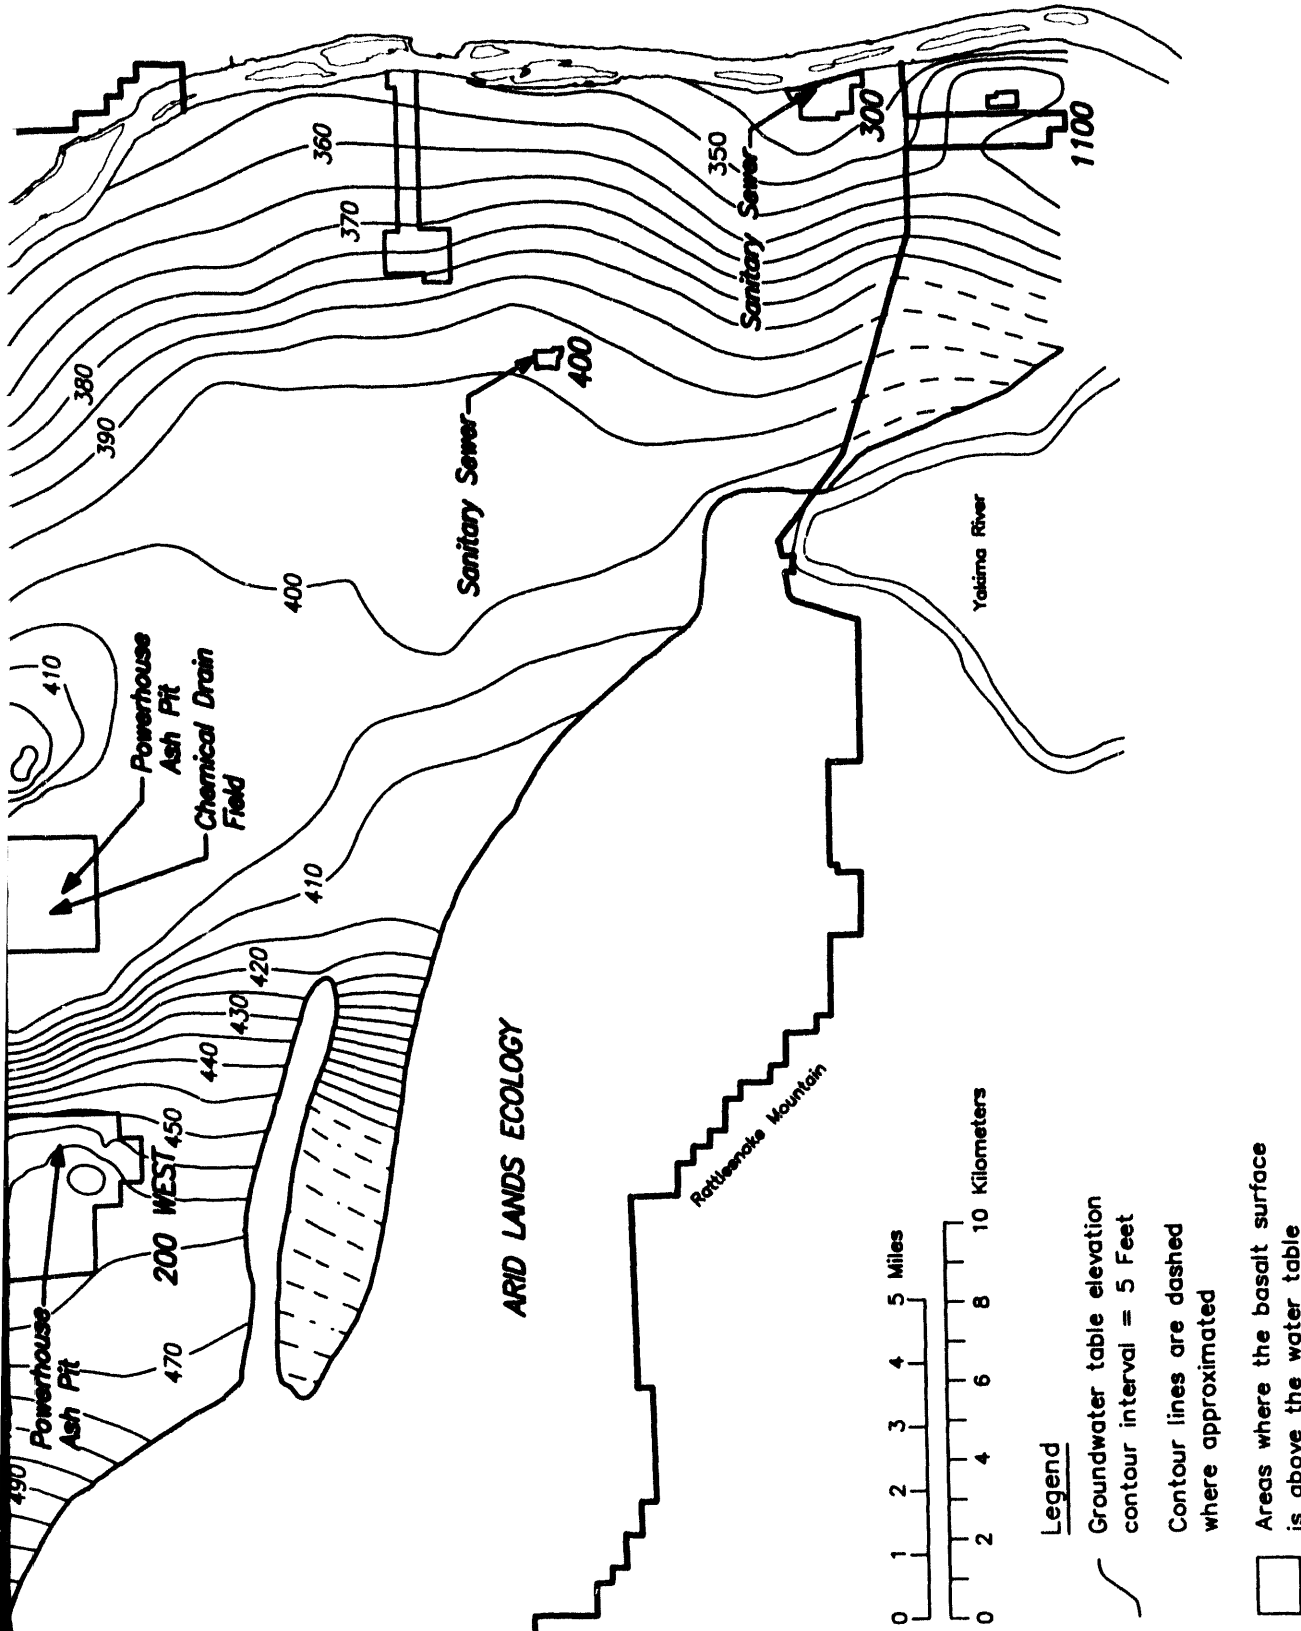 490
Powerhouse
Ash Pit
470
200 WEST
450
440
430
420
410
Powerhouse
Ash Pit
Chemical Drain
Field
410
400
390
380
370
360
350
Sanitary Sewer
400
Sanitary Sewer
300
1100
ARID LANDS ECOLOGY
Rattlesnake Mountain
Yakima River
0 1 2 3 4 5 Miles
0 2 4 6 8 10 Kilometers
Legend
Groundwater table elevation
contour interval = 5 Feet
Contour lines are dashed
where approximated
Areas where the basalt surface
is above the water table